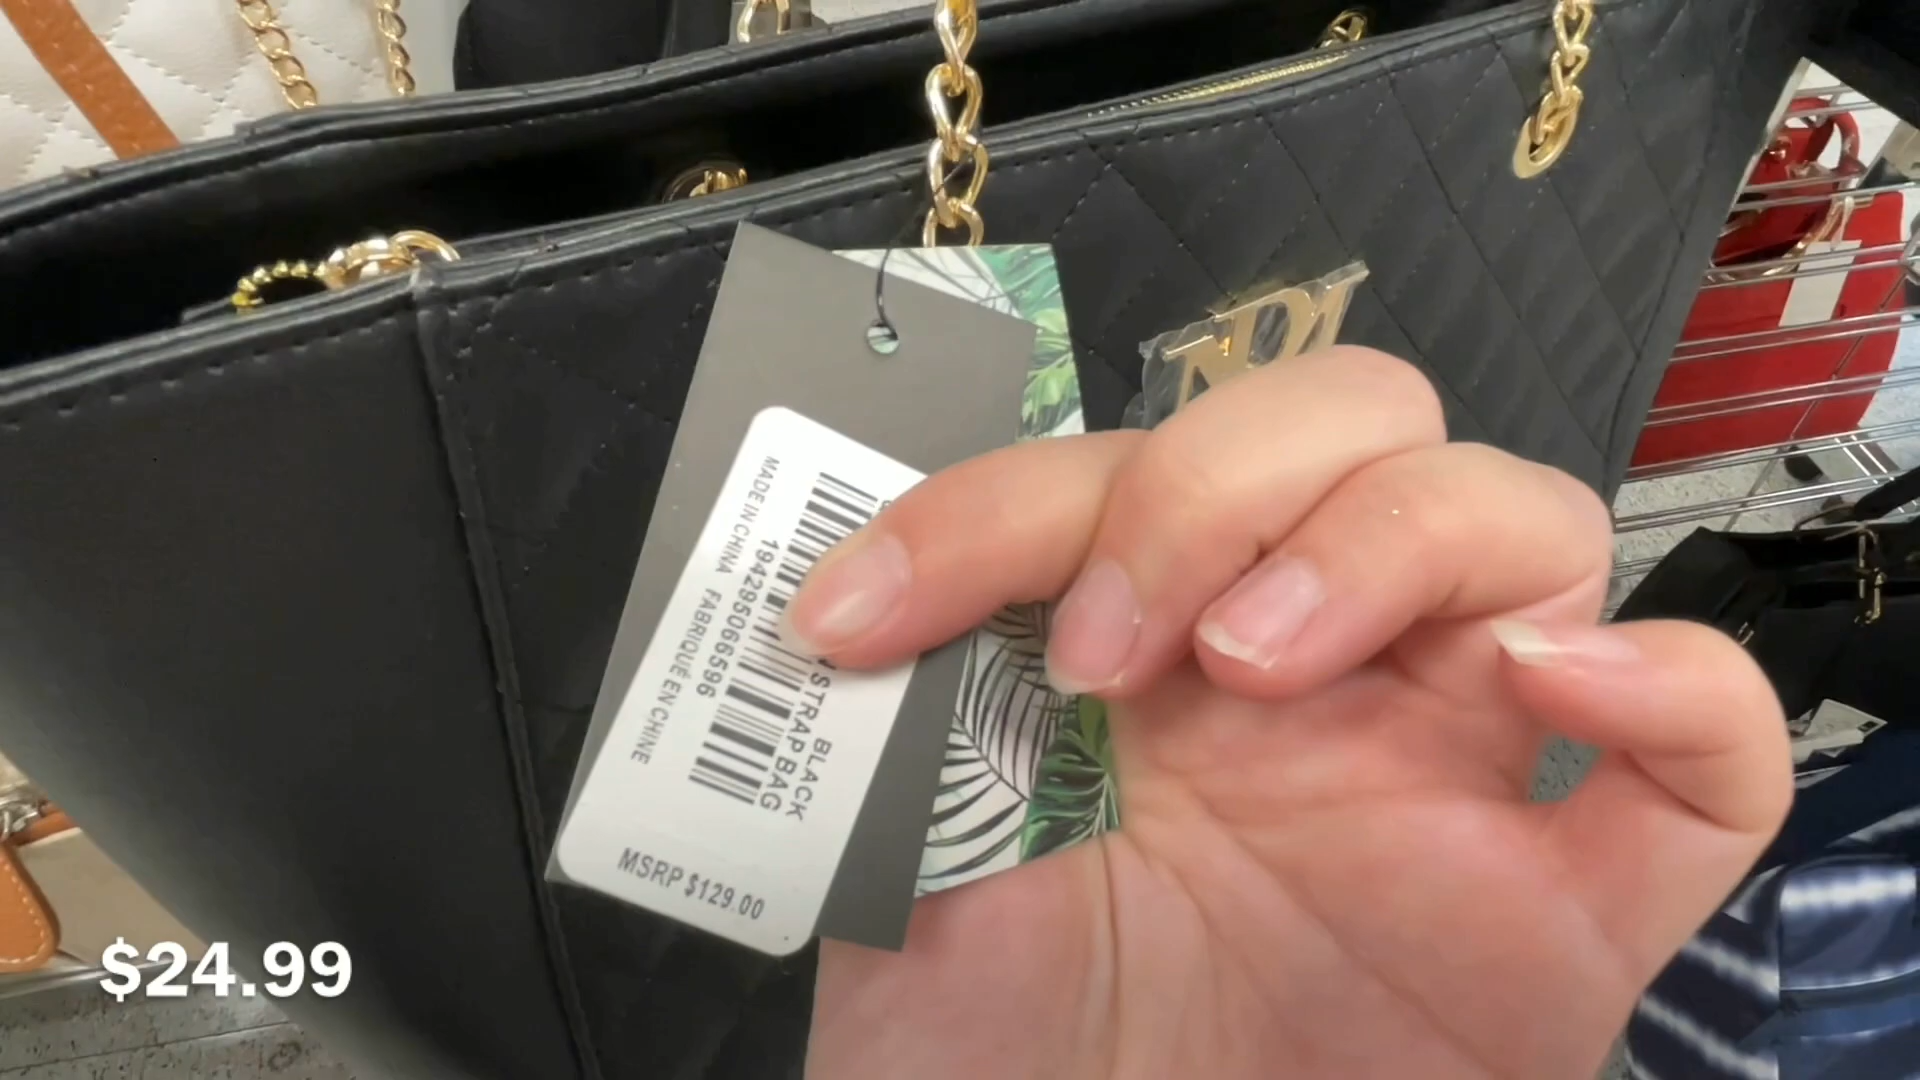 MADE IN CHINA FABRIQUÉ EN CHINE
194295066596
STRAP BAG
BLACK
MSRP $129.00
$24.99